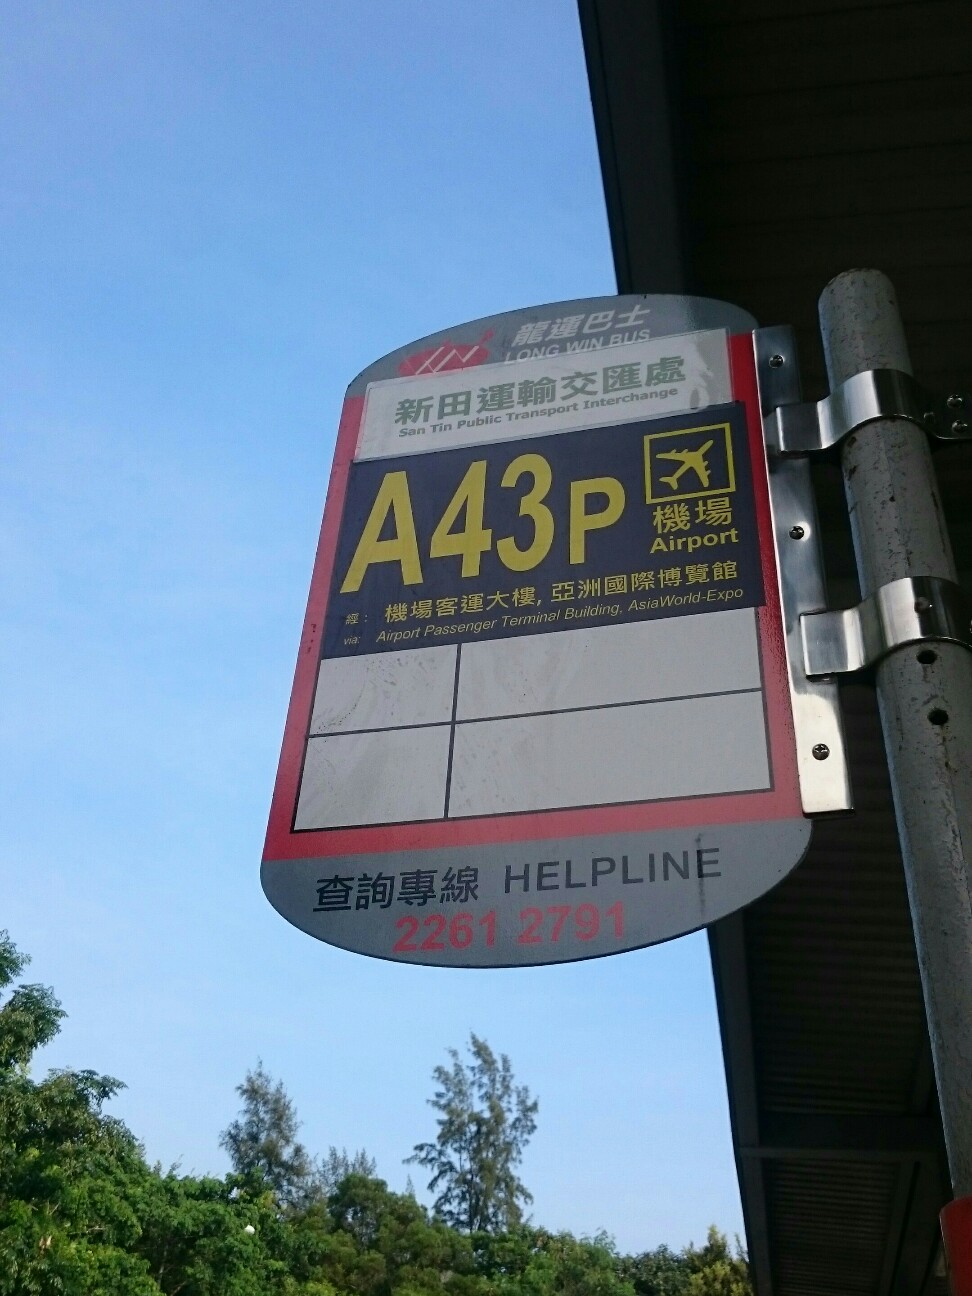 龍運巴士
LONG WIN BUS
新田運輸交匯處
San Tin Public Transport Interchange
A43P
機場
Airport
經: 機場客運大樓, 亞洲國際博覽館
via: Airport Passenger Terminal Building, AsiaWorld-Expo
查詢專線 HELPLINE
2261 2791